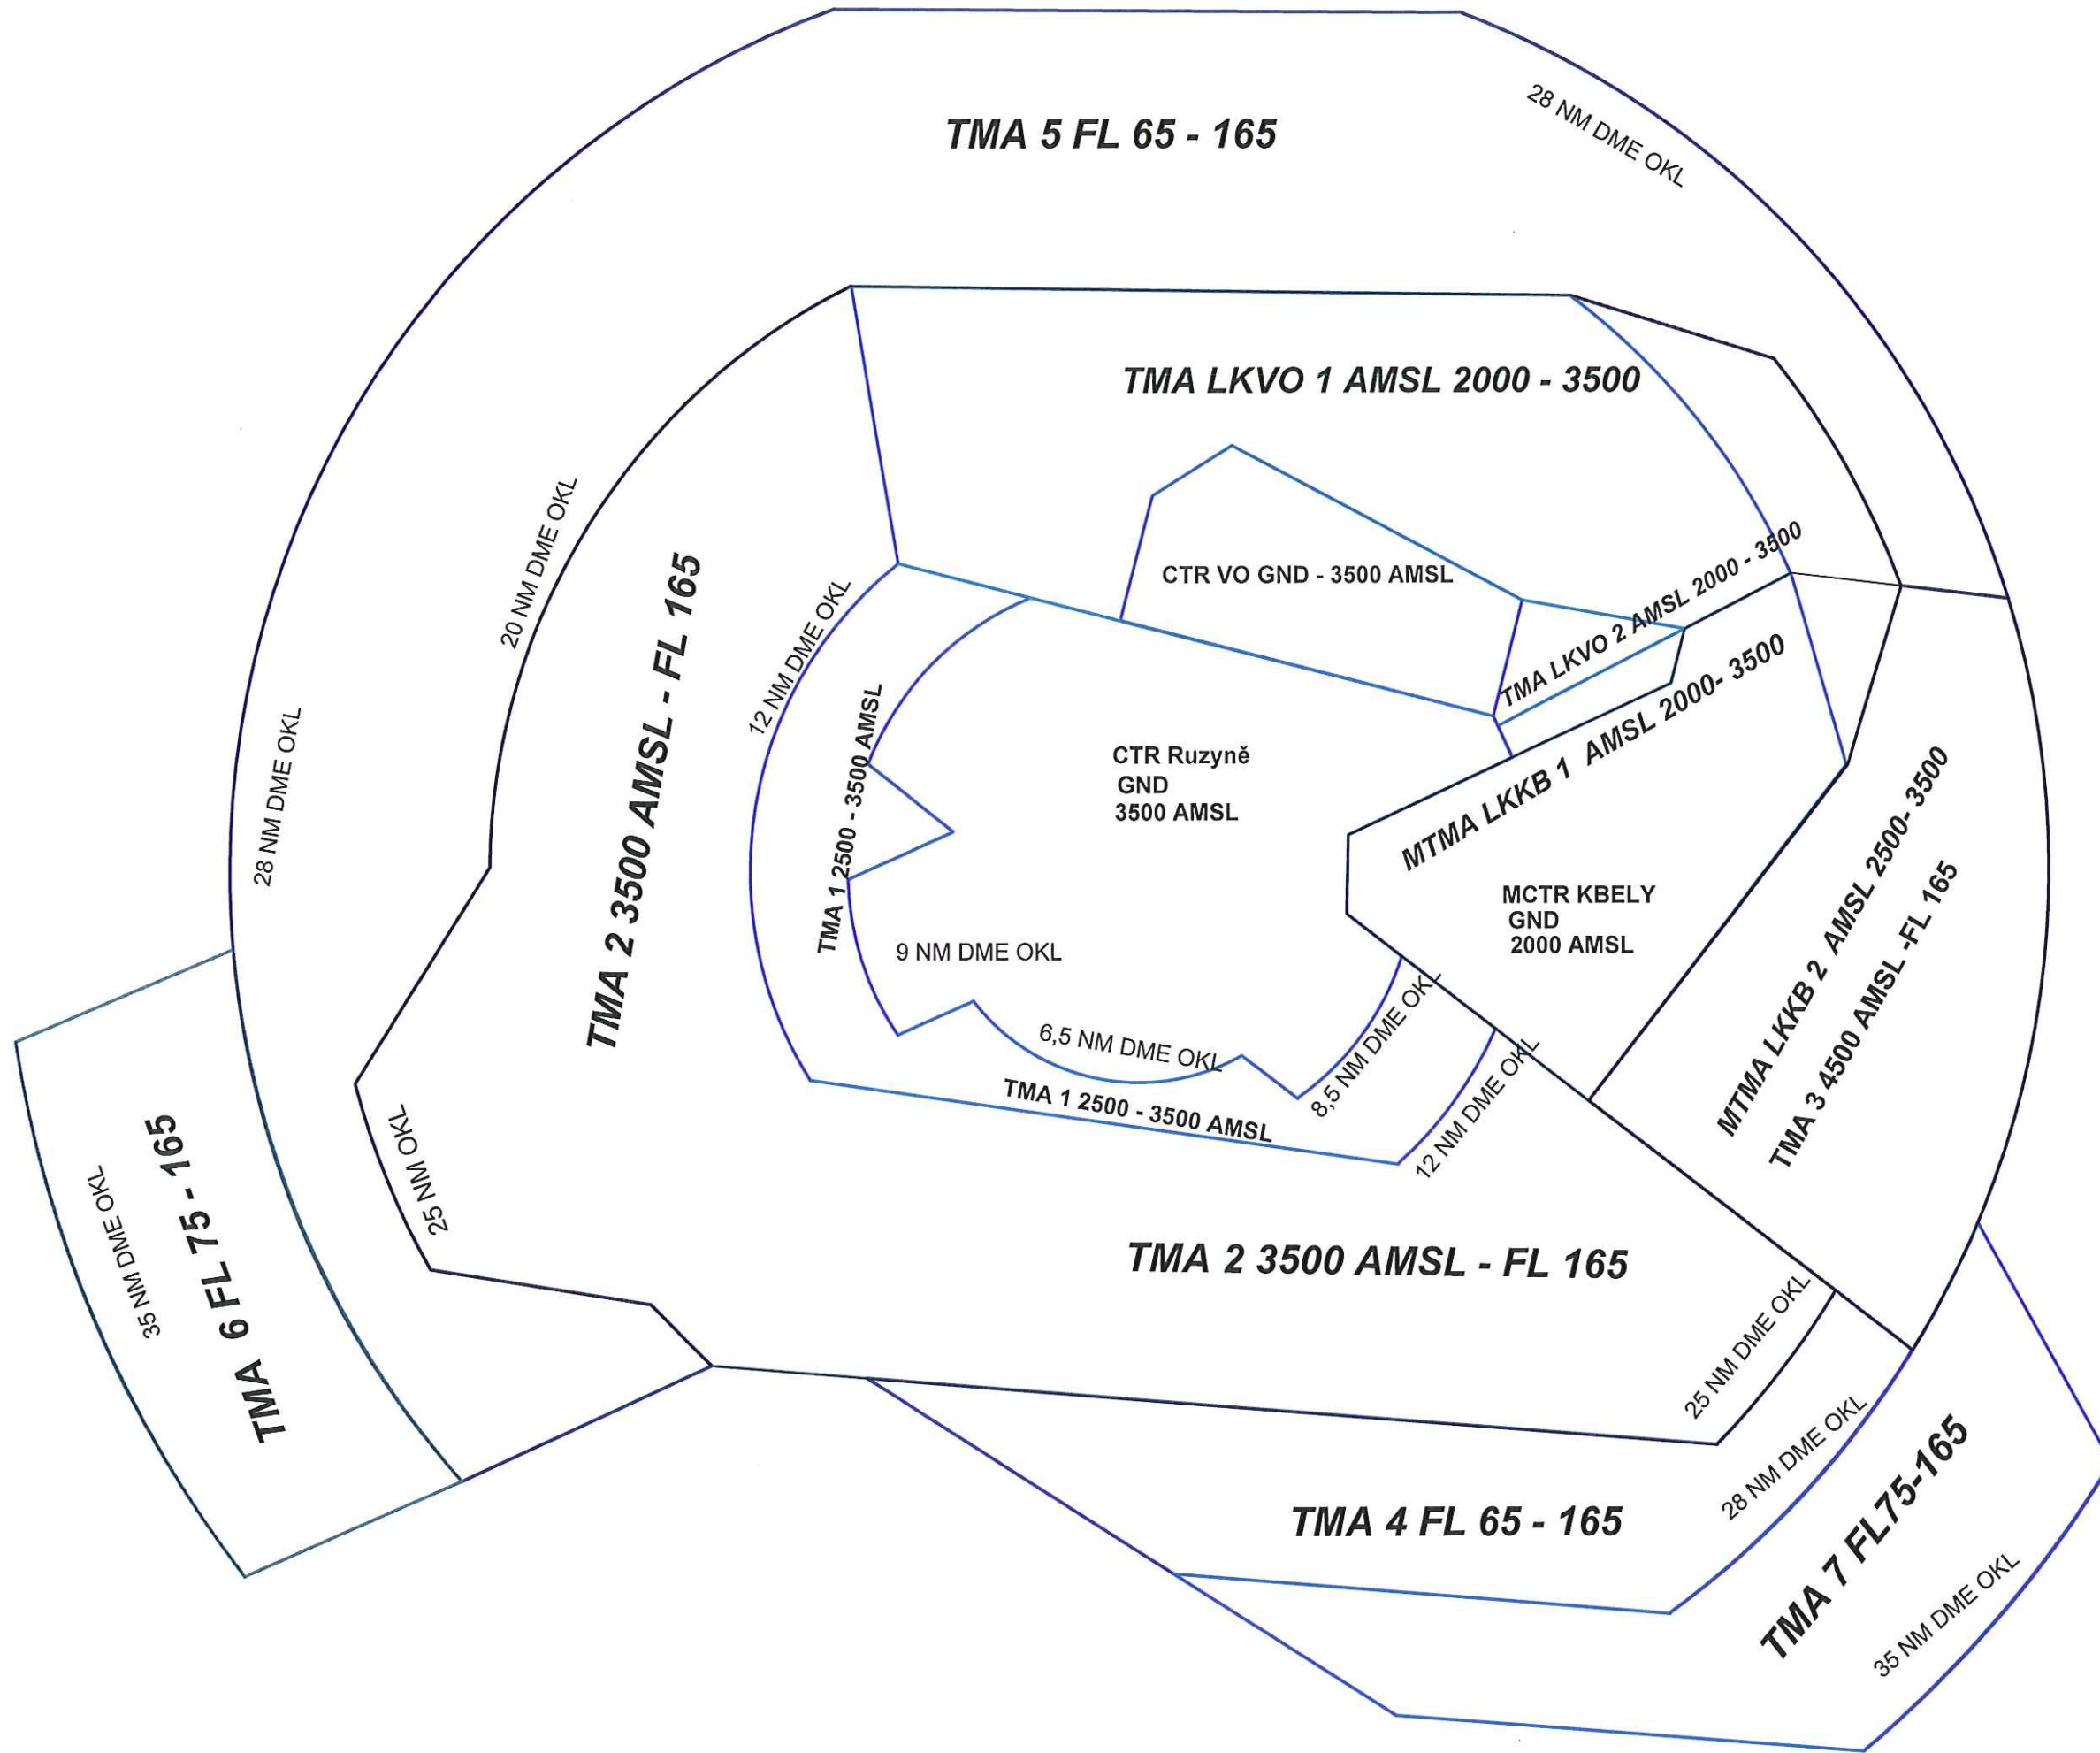 28 NM DME OKL
TMA 5 FL 65 - 165
TMA LKVO 1 AMSL 2000 - 3500
20 NM DME OKL
CTR VO GND - 3500 AMSL
TMA LKVO 2 AMSL 2000 - 3500
12 NM DME OKL
TMA 2 3500 AMSL - FL 165
28 NM DME OKL
TMA 1 2500 - 3500 AMSL
CTR Ruzyně
GND
3500 AMSL
MTMA LKKB 1 AMSL 2000- 3500
MCTR KBELY
GND
2000 AMSL
MTMA LKKB 2 AMSL 2500- 3500
TMA 3 4500 AMSL -FL 165
9 NM DME OKL
6,5 NM DME OKL
8,5 NM DME OKL
TMA 1 2500 - 3500 AMSL
12 NM DME OKL
25 NM OKL
TMA 6 FL 75 - 165
35 NM DME OKL
TMA 2 3500 AMSL - FL 165
25 NM DME OKL
28 NM DME OKL
TMA 4 FL 65 - 165
TMA 7 FL75-165
35 NM DME OKL